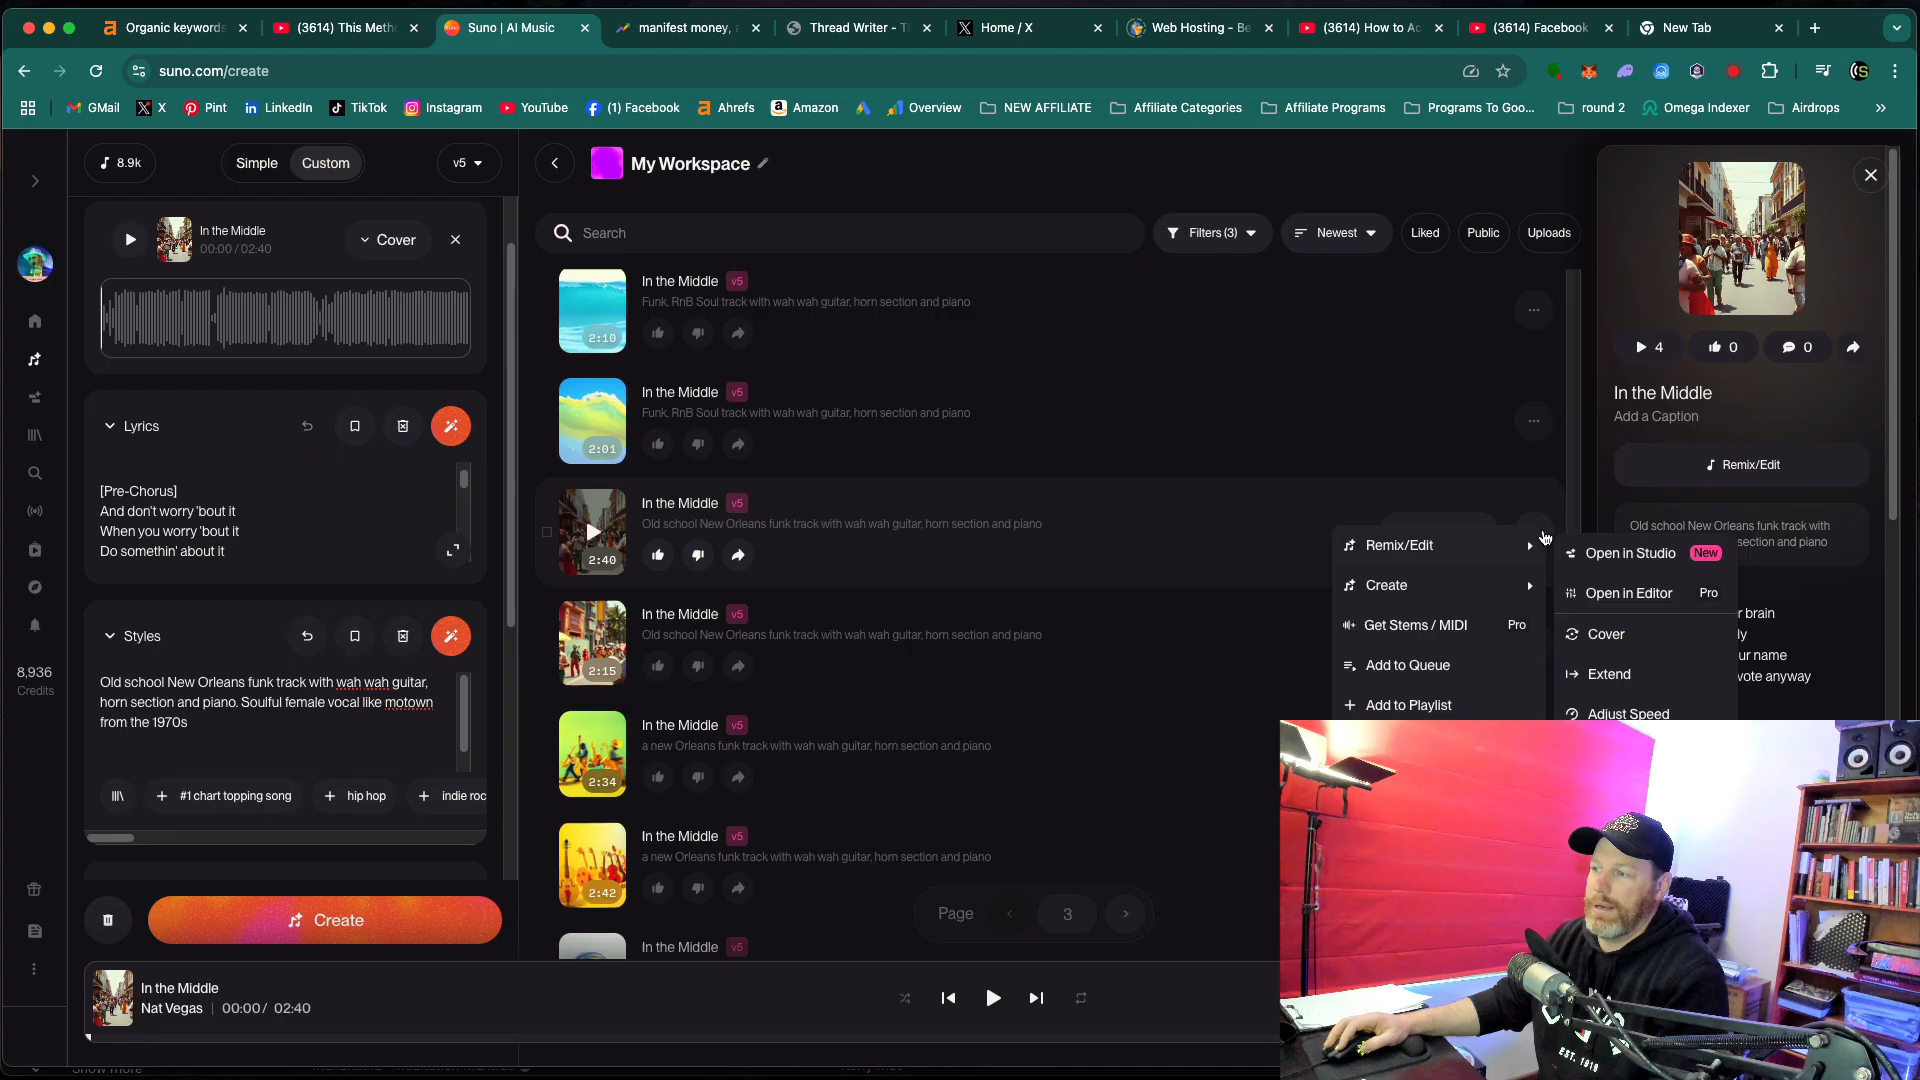 Organic keywords
(3614) This Metho
Suno | AI Music
manifest money, a
Thread Writer - T
Home / X
Web Hosting - Be
(3614) How to Ac
(3614) Facebook
New Tab
suno.com/create
GMail
X
Pint
LinkedIn
TikTok
Instagram
YouTube
(1) Facebook
Ahrefs
Amazon
Overview
NEW AFFILIATE
Affiliate Categories
Affiliate Programs
Programs To Goo...
round 2
Omega Indexer
Airdrops
8.9k
Simple
Custom
v5
My Workspace
In the Middle
00:00 / 02:40
Cover
Search
Filters (3)
Newest
Liked
Public
Uploads
Lyrics
[Pre-Chorus]
And don't worry 'bout it
When you worry 'bout it
Do somethin' about it
Styles
Old school New Orleans funk track with wah wah guitar,
horn section and piano. Soulful female vocal like motown
from the 1970s
#1 chart topping song
hip hop
indie roc
8,936
Credits
Create
In the Middle v5
Funk, RnB Soul track with wah wah guitar, horn section and piano
2:10
In the Middle v5
Funk, RnB Soul track with wah wah guitar, horn section and piano
2:01
In the Middle v5
Old school New Orleans funk track with wah wah guitar, horn section and piano
2:40
In the Middle v5
Old school New Orleans funk track with wah wah guitar, horn section and piano
2:15
In the Middle v5
a new Orleans funk track with wah wah guitar, horn section and piano
2:34
In the Middle v5
a new Orleans funk track with wah wah guitar, horn section and piano
2:42
In the Middle v5
Page
3
Remix/Edit
Create
Get Stems / MIDI Pro
Add to Queue
Add to Playlist
Open in Studio New
Open in Editor Pro
Cover
Extend
Adjust Speed
4
0
0
In the Middle
Add a Caption
Remix/Edit
Old school New Orleans funk track with
section and piano
r brain
ly
ur name
vote anyway
In the Middle
Nat Vegas | 00:00 / 02:40
Show more
EST. 1919